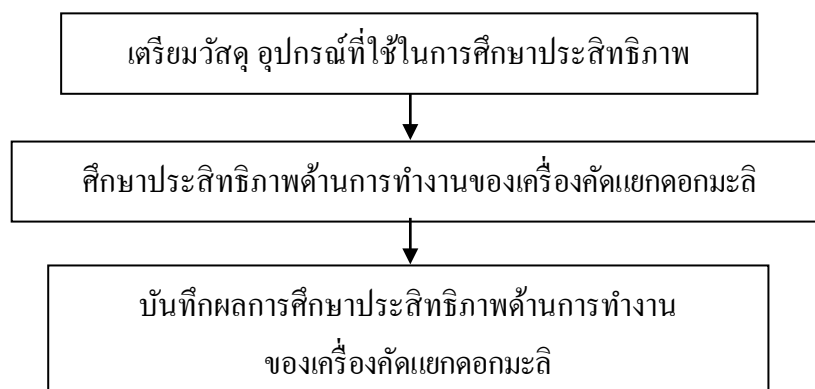 เตรียมวัสดุ อุปกรณ์ที่ใช้ในการศึกษาประสิทธิภาพ
ศึกษาประสิทธิภาพด้านการทำงานของเครื่องคัดแยกดอกมะลิ
บันทึกผลการศึกษาประสิทธิภาพด้านการทำงาน
ของเครื่องคัดแยกดอกมะลิ